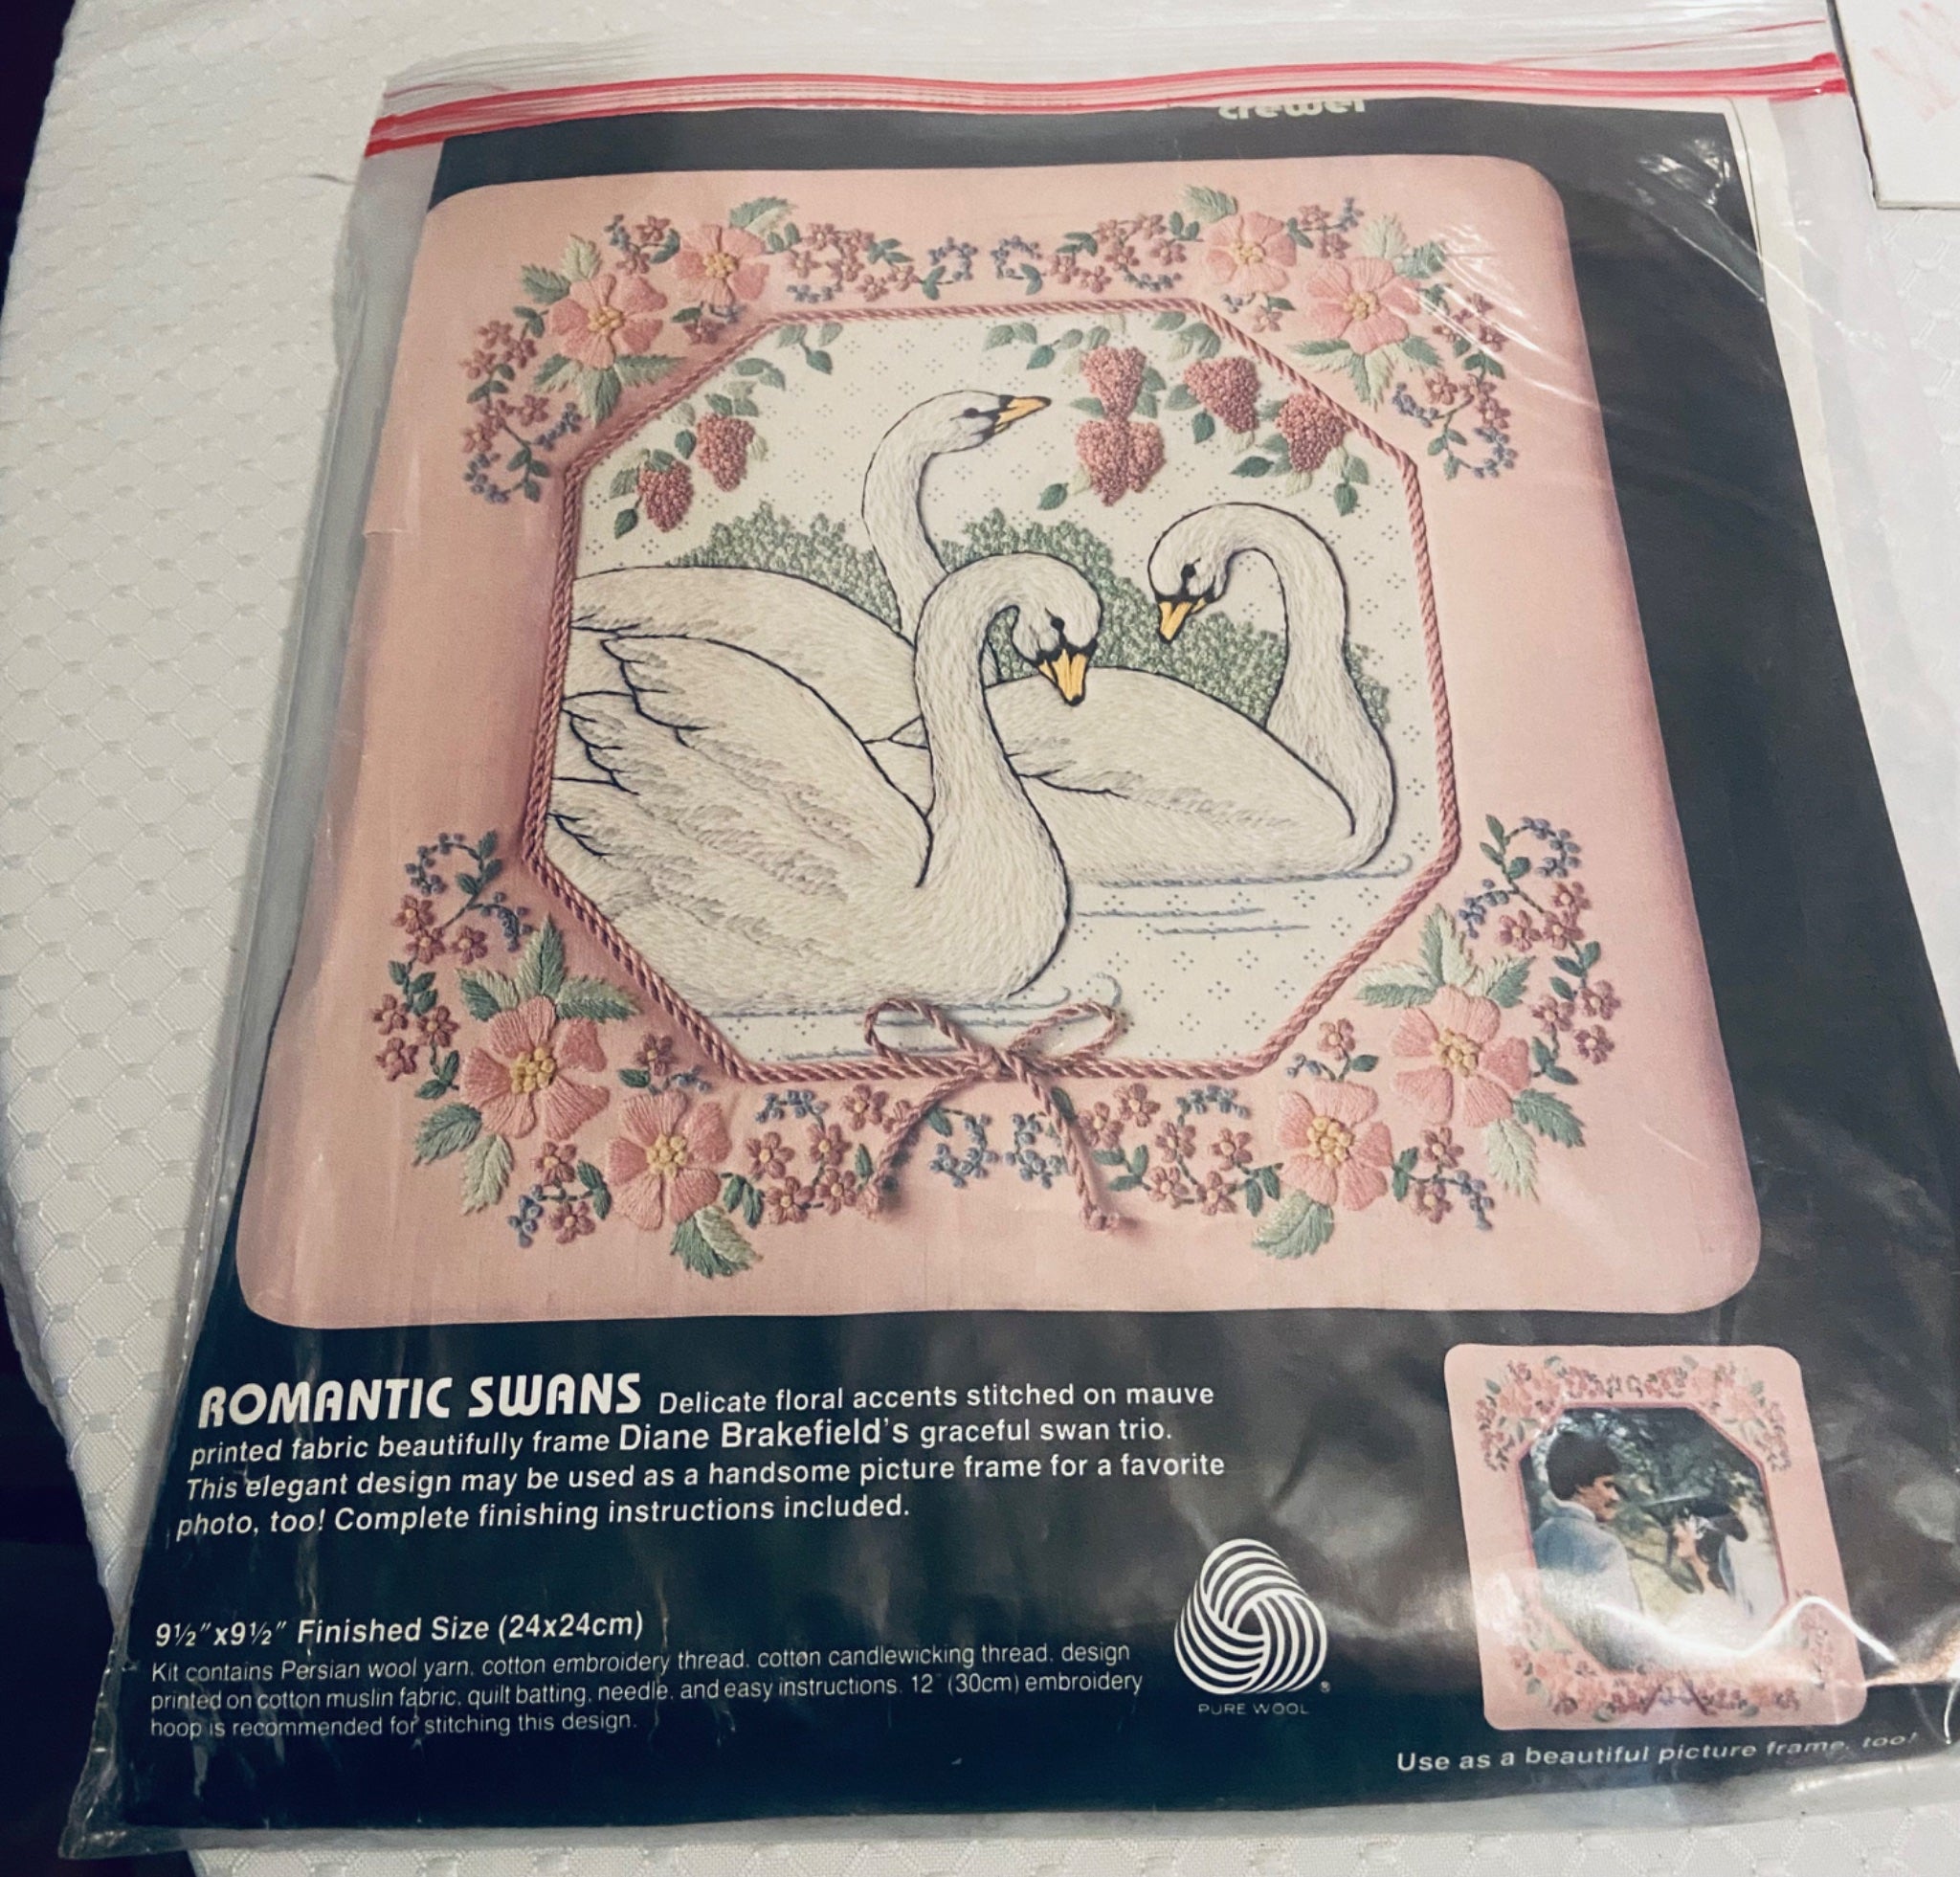 crewel
ROMANTIC SWANS Delicate floral accents stitched on mauve
printed fabric beautifully frame Diane Brakefield's graceful swan trio.
This elegant design may be used as a handsome picture frame for a favorite
photo, too! Complete finishing instructions included.
9½"x9½" Finished Size (24x24cm)
Kit contains Persian wool yarn, cotton embroidery thread, cotton candlewicking thread, design
printed on cotton muslin fabric, quilt batting, needle, and easy instructions. 12" (30cm) embroidery
hoop is recommended for stitching this design.
®
PURE WOOL
Use as a beautiful picture frame, too!